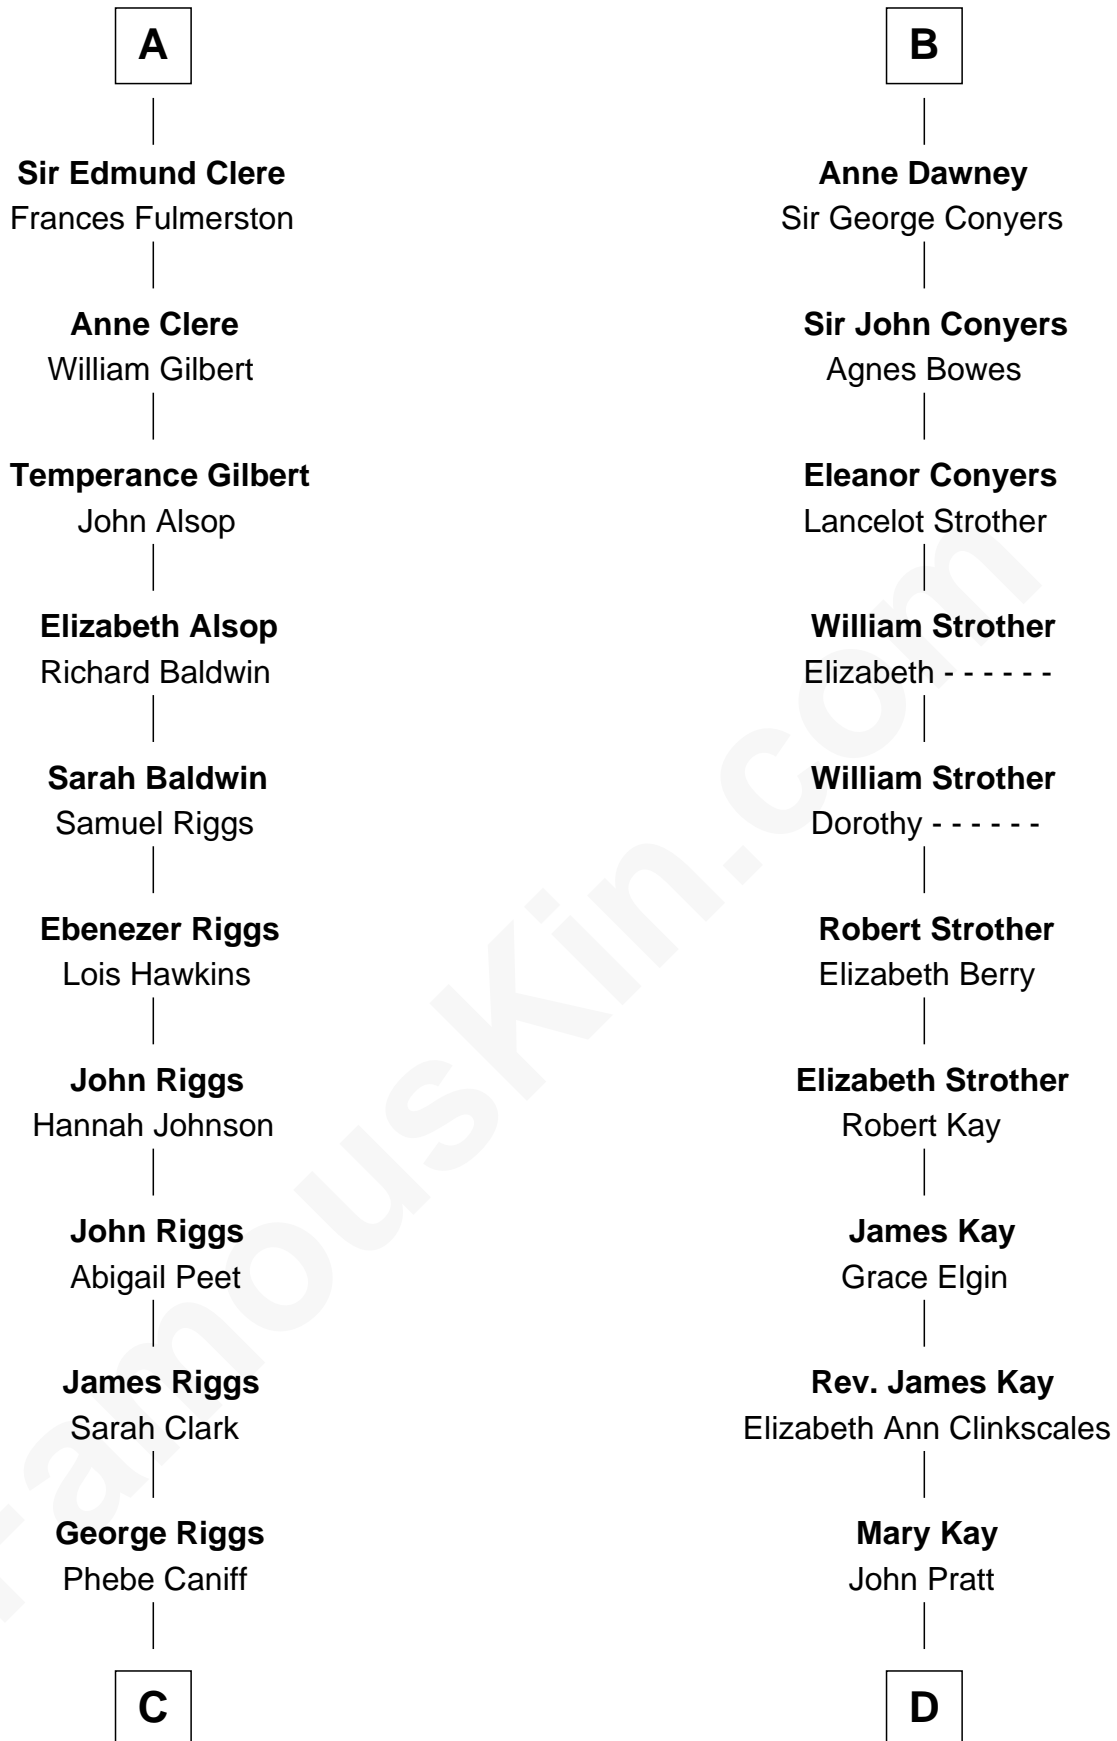 A
Sir Edmund Clere
Frances Fulmerston
Anne Clere
William Gilbert
Temperance Gilbert
John Alsop
Elizabeth Alsop
Richard Baldwin
Sarah Baldwin
Samuel Riggs
Ebenezer Riggs
Lois Hawkins
John Riggs
Hannah Johnson
John Riggs
Abigail Peet
James Riggs
Sarah Clark
George Riggs
Phebe Caniff
C
B
Anne Dawney
Sir George Conyers
Sir John Conyers
Agnes Bowes
Eleanor Conyers
Lancelot Strother
William Strother
Elizabeth - - - - - -
William Strother
Dorothy - - - - - -
Robert Strother
Elizabeth Berry
Elizabeth Strother
Robert Kay
James Kay
Grace Elgin
Rev. James Kay
Elizabeth Ann Clinkscales
Mary Kay
John Pratt
D
FamousKin.com